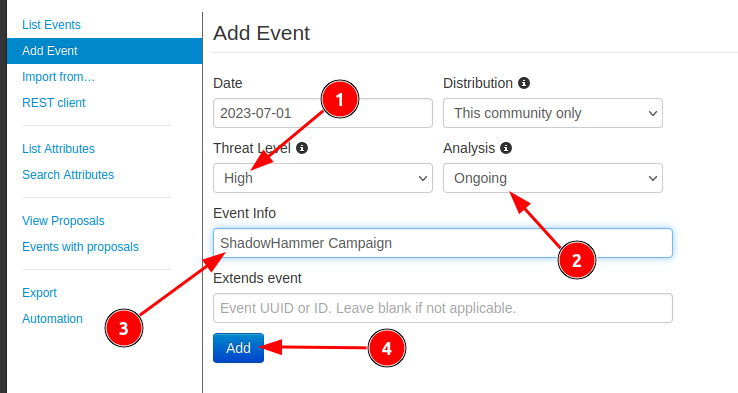 List Events
Add Event
Import from…
REST client
List Attributes
Search Attributes
View Proposals
Events with proposals
Export
Automation
Add Event
Date
Distribution
2023-07-01
This community only
1
Threat Level
Analysis
High
Ongoing
Event Info
ShadowHammer Campaign
2
Extends event
Event UUID or ID. Leave blank if not applicable.
3
Add
4